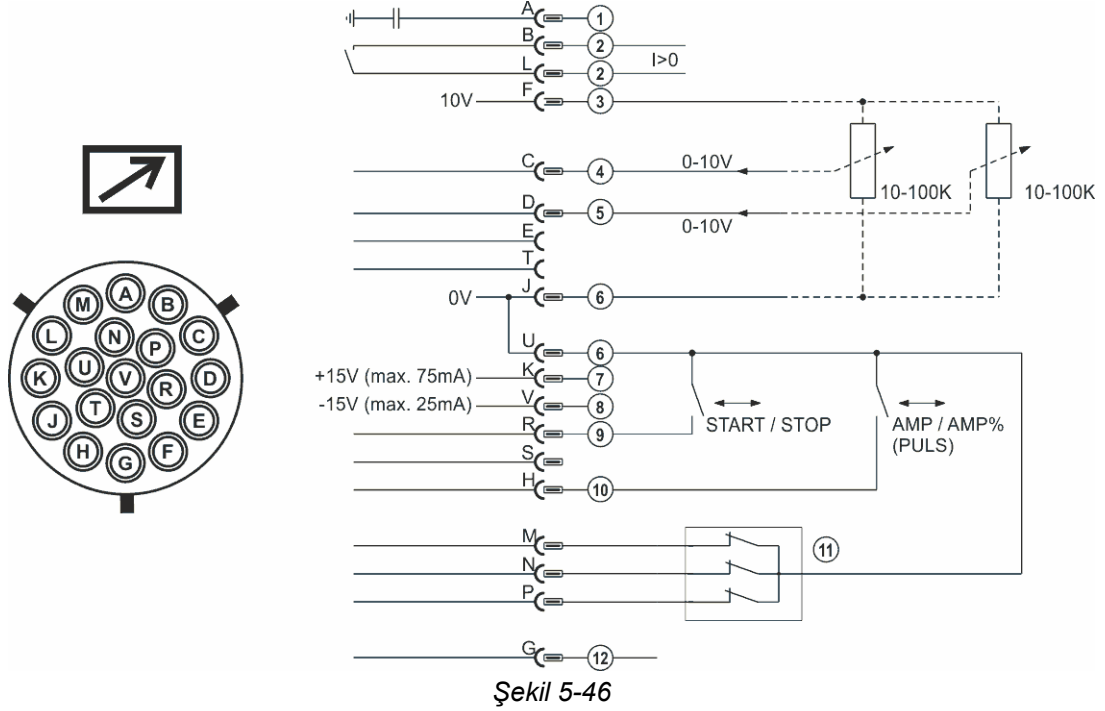 A 1
B 2
I>0
L 2
10V F 3
C 4 0-10V
10-100K 10-100K
D 5
0-10V
E
T
0V J 6
U 6
+15V (max. 75mA) K 7
-15V (max. 25mA) V 8
START / STOP AMP / AMP%
(PULS)
R 9
S
H 10
M 11
N
P
G 12
A
M B
L N P C
K U V R D
J T S E
H G F
Şekil 5-46